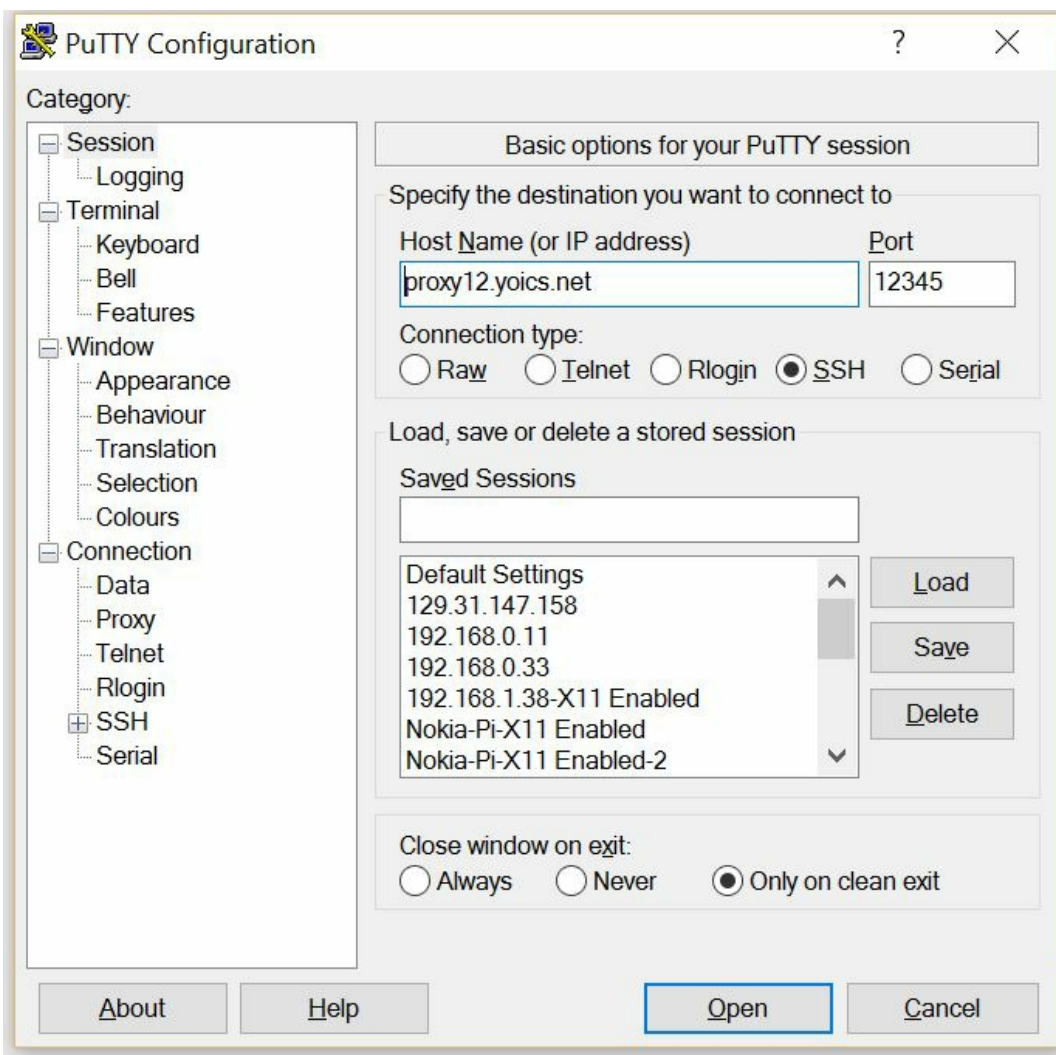 PuTTY Configuration
?
Category:
Session
Logging
Terminal
Keyboard
Bell
Features
Window
Appearance
Behaviour
Translation
Selection
Colours
Connection
Data
Proxy
Telnet
Rlogin
SSH
Serial
Basic options for your PuTTY session
Specify the destination you want to connect to
Host Name (or IP address) Port
proxy12.yoics.net 12345
Connection type:
Raw Telnet Rlogin SSH Serial
Load, save or delete a stored session
Saved Sessions
Default Settings
129.31.147.158
192.168.0.11
192.168.0.33
192.168.1.38-X11 Enabled
Nokia-Pi-X11 Enabled
Nokia-Pi-X11 Enabled-2
Load
Save
Delete
Close window on exit:
Always Never Only on clean exit
About Help Open Cancel